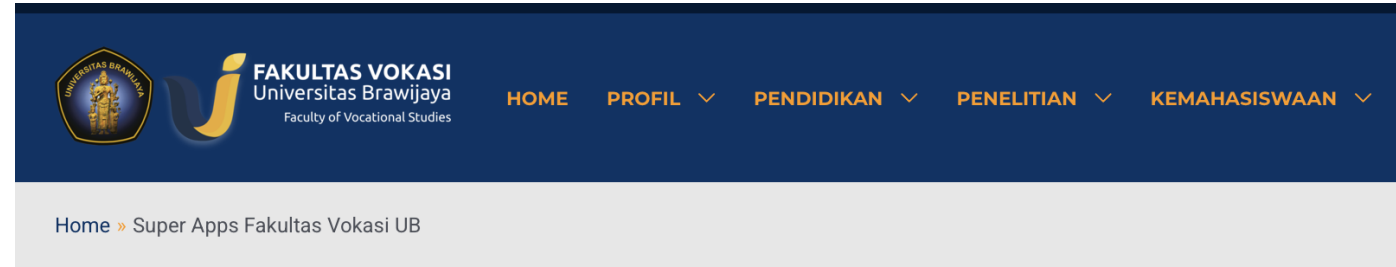 UNIVERSITAS BRAWIJAYA
FAKULTAS VOKASI
Universitas Brawijaya
Faculty of Vocational Studies
HOME PROFIL PENDIDIKAN PENELITIAN KEMAHASISWAAN
Home » Super Apps Fakultas Vokasi UB